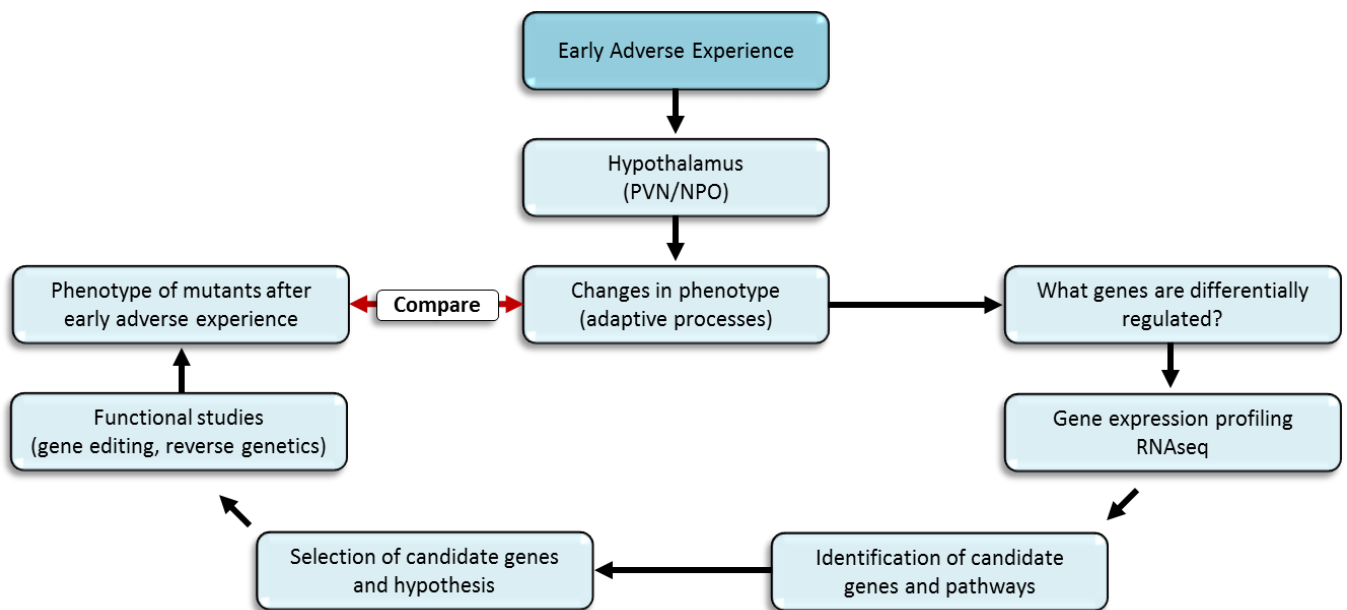 Early Adverse Experience
Hypothalamus
(PVN/NPO)
Phenotype of mutants after
early adverse experience
Compare
Changes in phenotype
(adaptive processes)
What genes are differentially
regulated?
Functional studies
(gene editing, reverse genetics)
Gene expression profiling
RNAseq
Selection of candidate genes
and hypothesis
Identification of candidate
genes and pathways